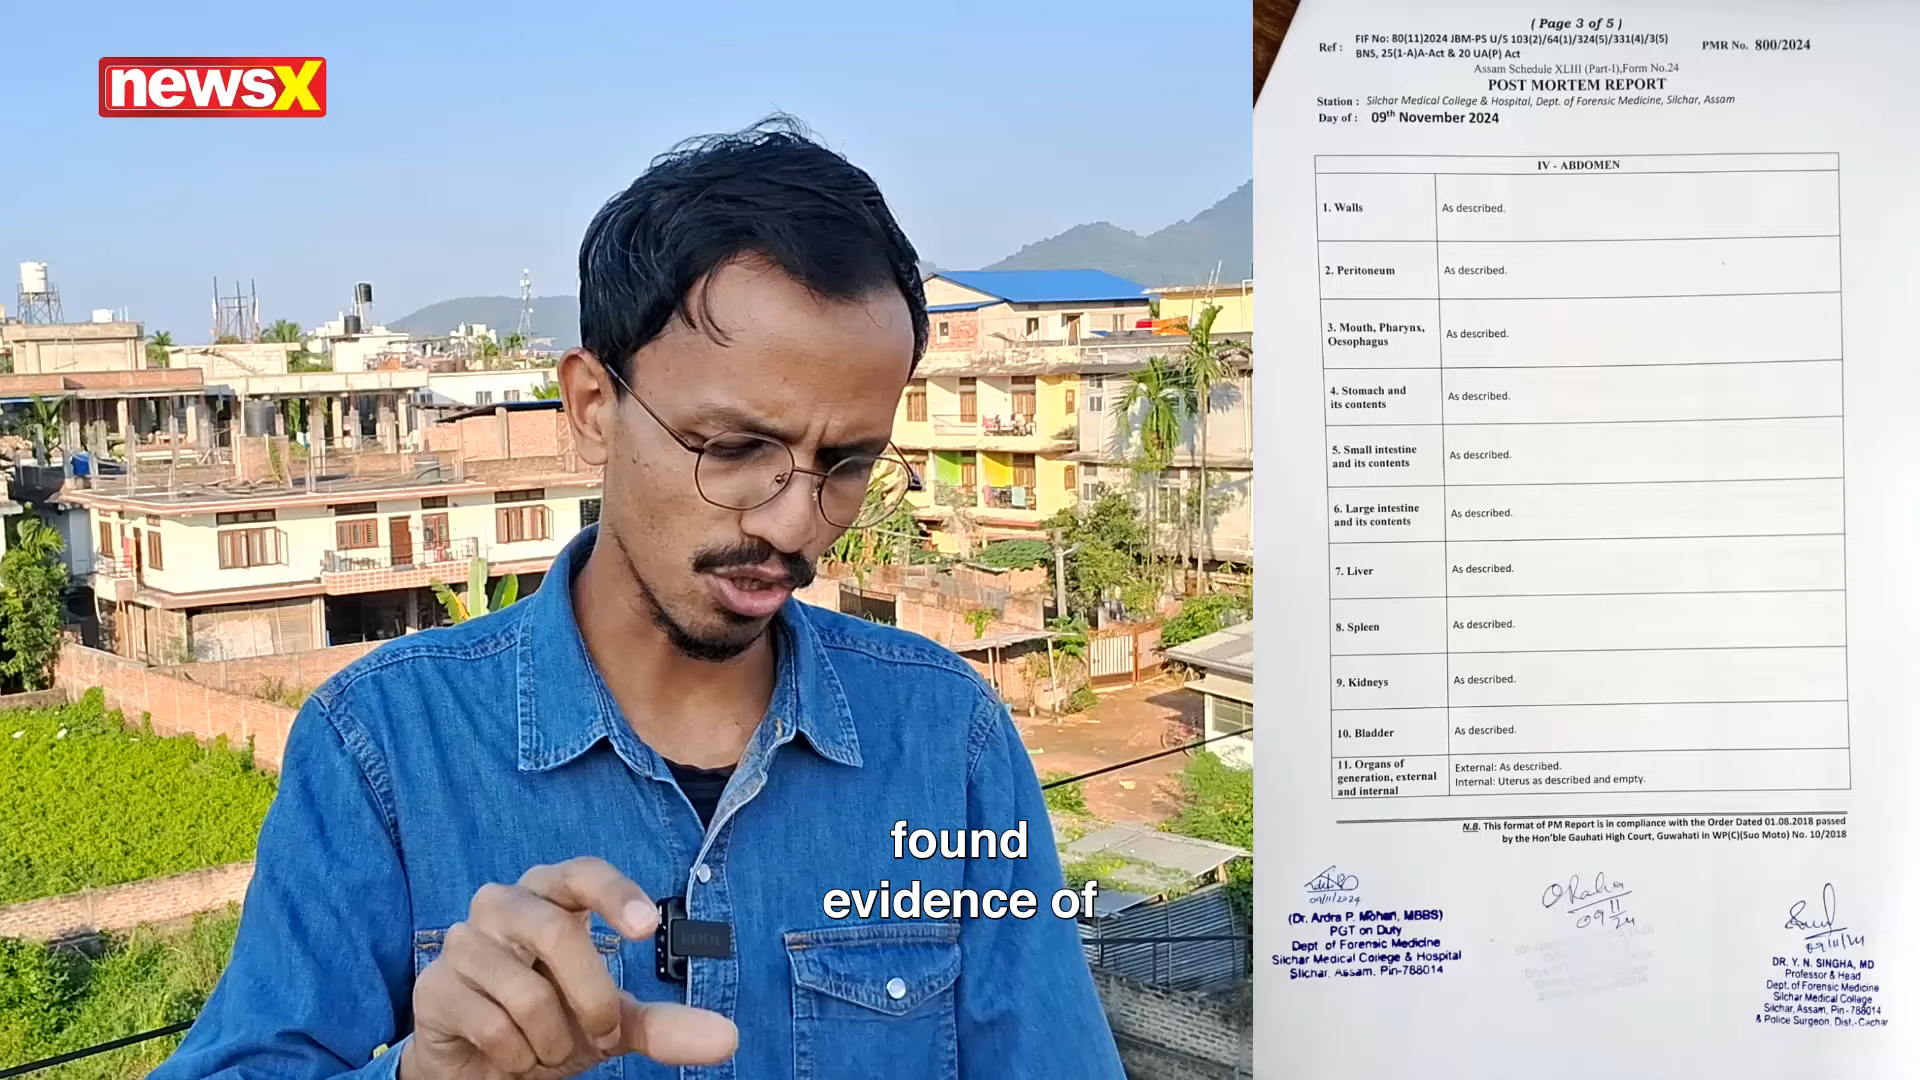 newsX
found
evidence of
RODE
( Page 3 of 5 )
Ref : FIF No: 80(11)2024 JBM-PS U/S 103(2)/64(1)/324(5)/331(4)/3(5)
BNS, 25(1-A)A-Act & 20 UA(P) Act
PMR No. 800/2024
Assam Schedule XLIII (Part-I),Form No.24
POST MORTEM REPORT
Station : Silchar Medical College & Hospital, Dept. of Forensic Medicine, Silchar, Assam
Day of : 09th November 2024
IV - ABDOMEN
1. Walls As described.
2. Peritoneum As described.
3. Mouth, Pharynx,
Oesophagus As described.
4. Stomach and
its contents As described.
5. Small intestine
and its contents As described.
6. Large intestine
and its contents As described.
7. Liver As described.
8. Spleen As described.
9. Kidneys As described.
10. Bladder As described.
11. Organs of
generation, external
and internal
External: As described.
Internal: Uterus as described and empty.
N.B. This format of PM Report is in compliance with the Order Dated 01.08.2018 passed
by the Hon'ble Gauhati High Court, Guwahati in WP(C)(Suo Moto) No. 10/2018
09/11/2024
(Dr. Ardra P. Mohan, MBBS)
PGT on Duty
Dept of Forensic Medicine
Silchar Medical College & Hospital
Silchar, Assam, Pin-788014
09/11/24
09/11/24
DR. Y. N. SINGHA, MD
Professor & Head
Dept. of Forensic Medicine
Silchar Medical College
Silchar, Assam, Pin-788014
& Police Surgeon, Dist.-Cachar